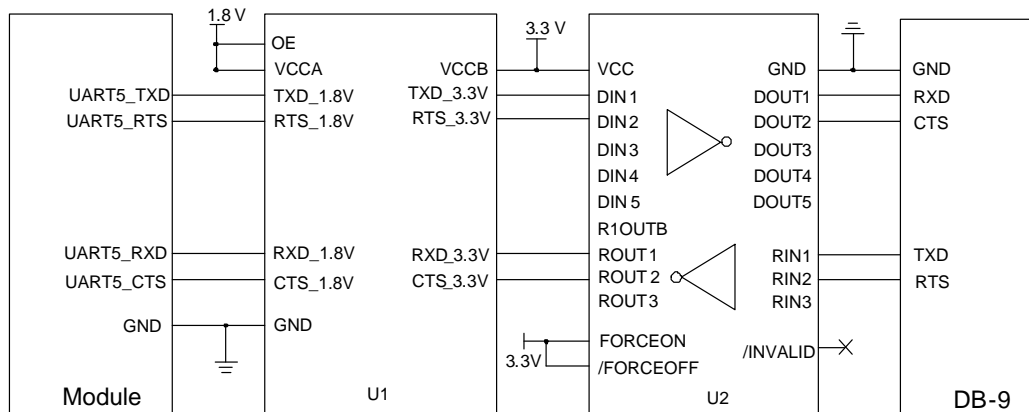 1.8 V
OE
VCCA
UART5_TXD
TXD_1.8V
UART5_RTS
RTS_1.8V
UART5_RXD
RXD_1.8V
UART5_CTS
CTS_1.8V
GND
GND
Module
VCCB
TXD_3.3V
RTS_3.3V
RXD_3.3V
CTS_3.3V
U1
3.3 V
VCC
DIN1
DIN2
DIN3
DIN4
DIN5
R1OUTB
ROUT1
ROUT2
ROUT3
FORCEON
3.3V
/FORCEOFF
GND
DOUT1
DOUT2
DOUT3
DOUT4
DOUT5
RIN1
RIN2
RIN3
/INVALID
U2
GND
RXD
CTS
TXD
RTS
DB-9